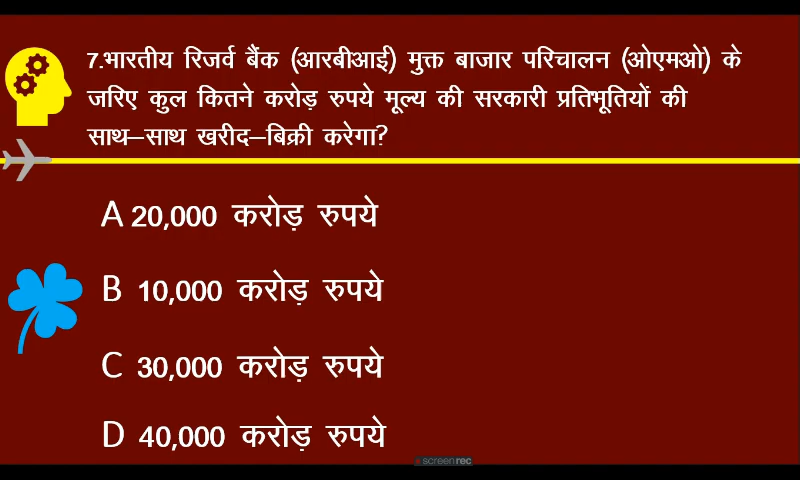 7.भारतीय रिजर्व बैंक (आरबीआई) मुक्त बाजार परिचालन (ओएमओ) के
जरिए कुल कितने करोड़ रुपये मूल्य की सरकारी प्रतिभूतियों की
साथ–साथ खरीद–बिक्री करेगा?
A 20,000 करोड़ रुपये
B 10,000 करोड़ रुपये
C 30,000 करोड़ रुपये
D 40,000 करोड़ रुपये
screenrec